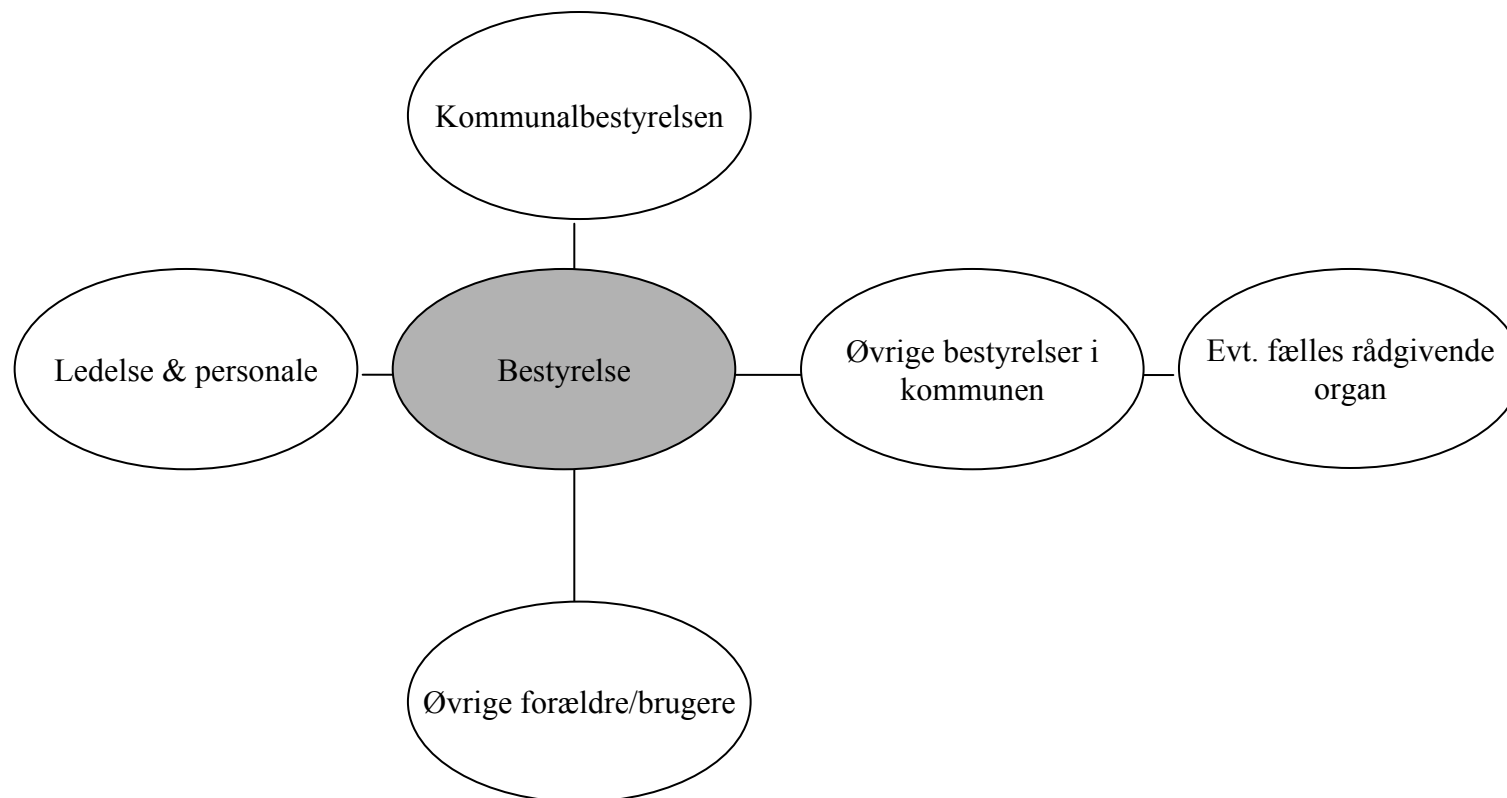 Kommunalbestyrelsen
Ledelse & personale
Bestyrelse
Øvrige bestyrelser i
kommunen
Evt. fælles rådgivende
organ
Øvrige forældre/brugere